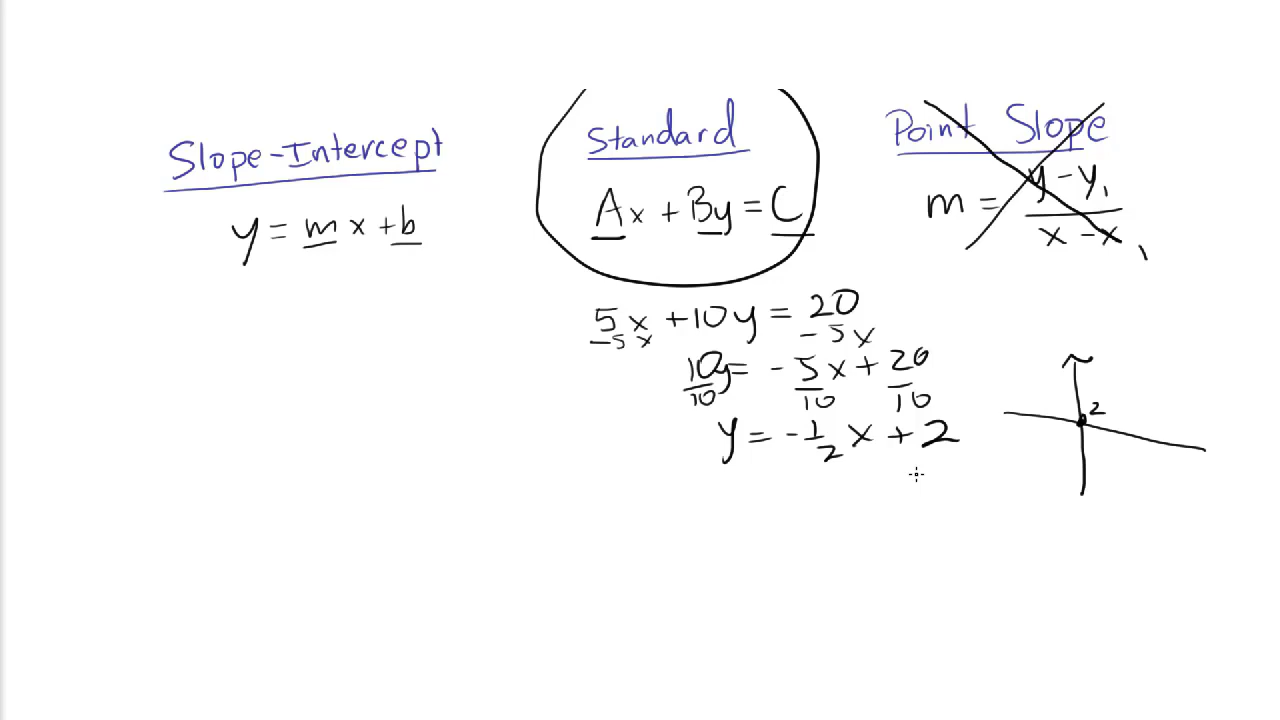 Slope-Intercept
y = mx + b
Standard
Ax + By = C
Point Slope
m = y - y₁ / x - x₁
5x + 10y = 20
-5x -5x
10y = -5x + 20
10 10 10
y = -1/2 x + 2
2